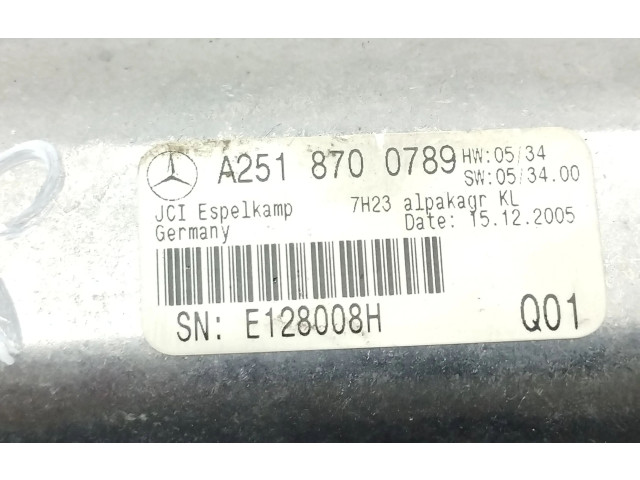 A251 870 0789 HW:05/34
SW:05/34.00
JCI Espelkamp 7H23 alpakagr KL
Germany Date: 15.12.2005
SN: E128008H Q01